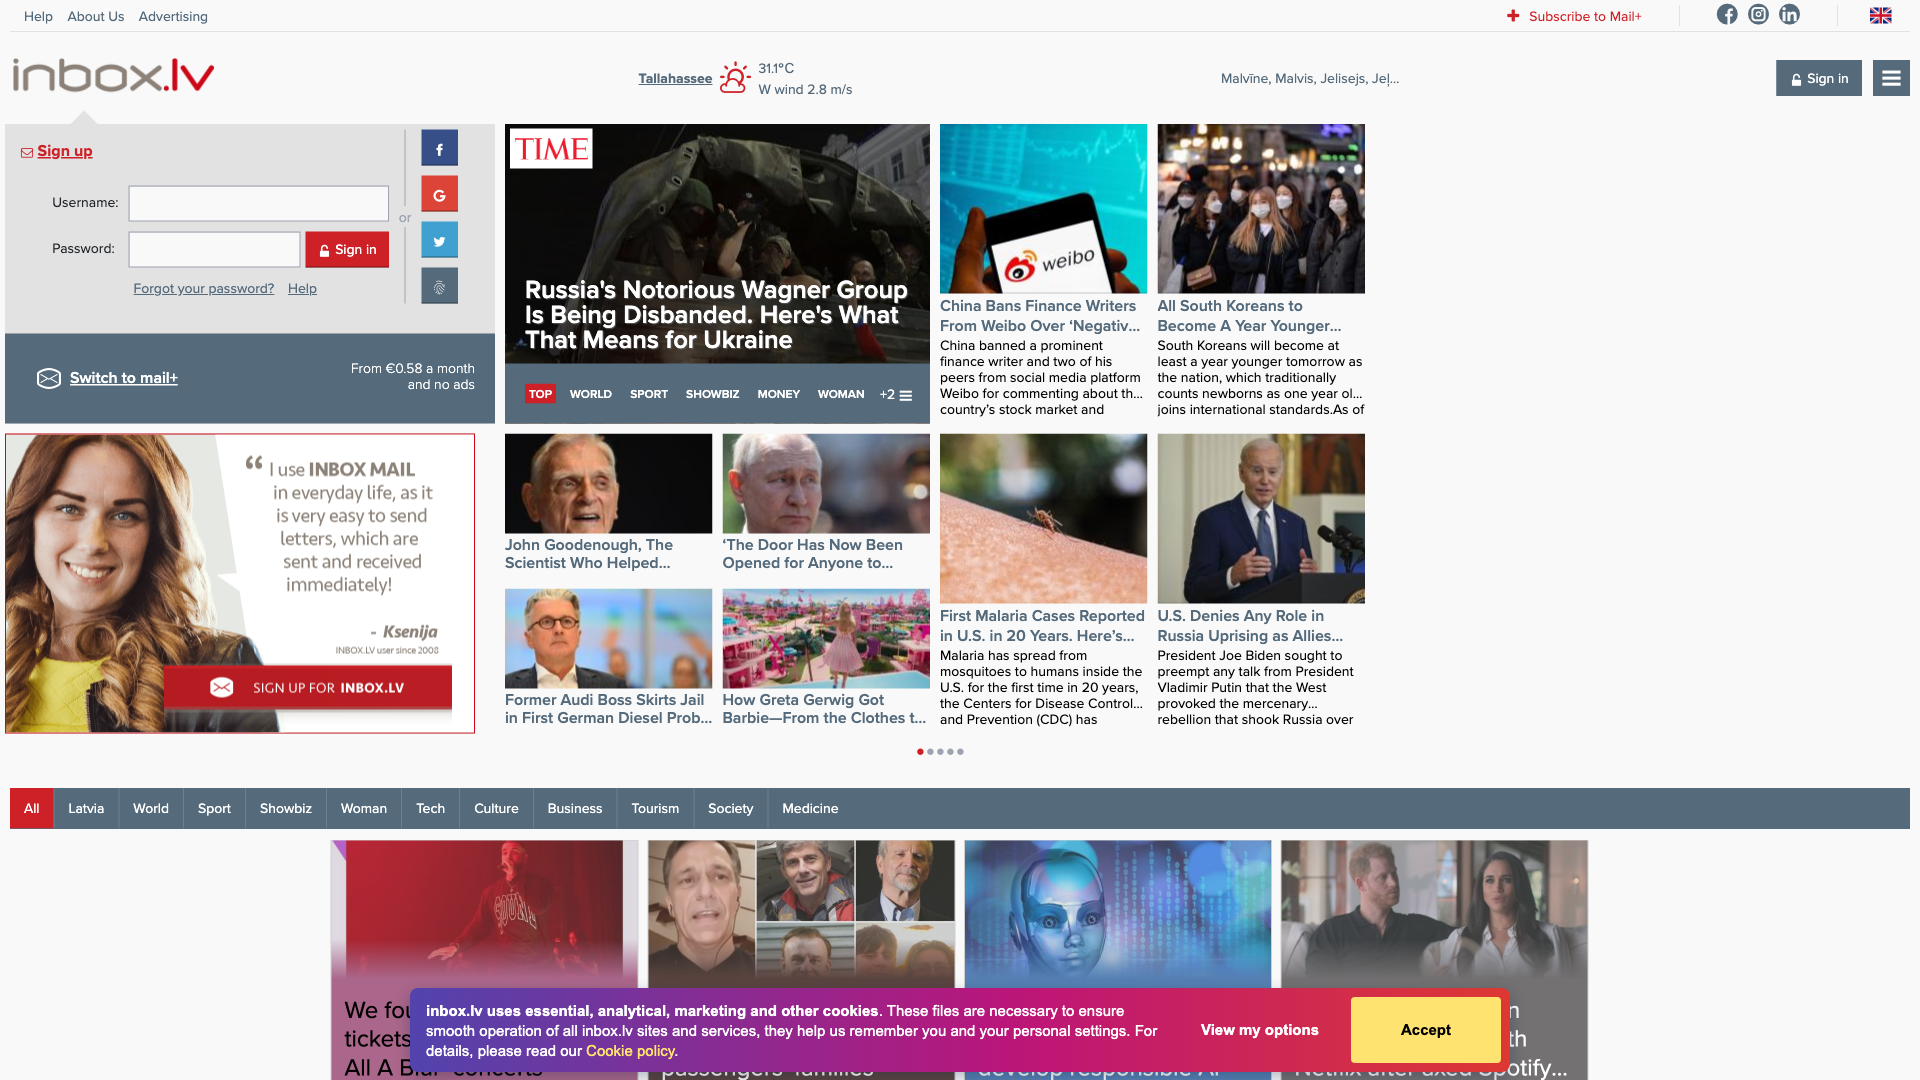 Help About Us Advertising
Subscribe to Mail+
inbox.lv
Tallahassee
31.1°C
W wind 2.8 m/s
Malvīne, Malvis, Jelisejs, Jeļ...
Sign in
Sign up
Username:
Password:
Sign in
or
Forgot your password? Help
Switch to mail+
From €0.58 a month
and no ads
“ I use INBOX MAIL
in everyday life, as it
is very easy to send
letters, which are
sent and received
immediately!
- Ksenija
INBOX.LV user since 2008
SIGN UP FOR INBOX.LV
TIME
Russia's Notorious Wagner Group
Is Being Disbanded. Here's What
That Means for Ukraine
TOP WORLD SPORT SHOWBIZ MONEY WOMAN +2
weibo
China Bans Finance Writers
From Weibo Over ‘Negativ...
China banned a prominent
finance writer and two of his
peers from social media platform
Weibo for commenting about th...
country’s stock market and
All South Koreans to
Become A Year Younger...
South Koreans will become at
least a year younger tomorrow as
the nation, which traditionally
counts newborns as one year ol...
joins international standards.As of
John Goodenough, The
Scientist Who Helped...
‘The Door Has Now Been
Opened for Anyone to...
Former Audi Boss Skirts Jail
in First German Diesel Prob...
How Greta Gerwig Got
Barbie—From the Clothes t...
First Malaria Cases Reported
in U.S. in 20 Years. Here’s...
Malaria has spread from
mosquitoes to humans inside the
U.S. for the first time in 20 years,
the Centers for Disease Control...
and Prevention (CDC) has
U.S. Denies Any Role in
Russia Uprising as Allies...
President Joe Biden sought to
preempt any talk from President
Vladimir Putin that the West
provoked the mercenary...
rebellion that shook Russia over
All Latvia World Sport Showbiz Woman Tech Culture Business Tourism Society Medicine
We fou
tickets
All A Blur concerts
passengers' families
develop responsible AI
n
th
Netflix after axed Spotify...
inbox.lv uses essential, analytical, marketing and other cookies. These files are necessary to ensure
smooth operation of all inbox.lv sites and services, they help us remember you and your personal settings. For
details, please read our Cookie policy.
View my options
Accept